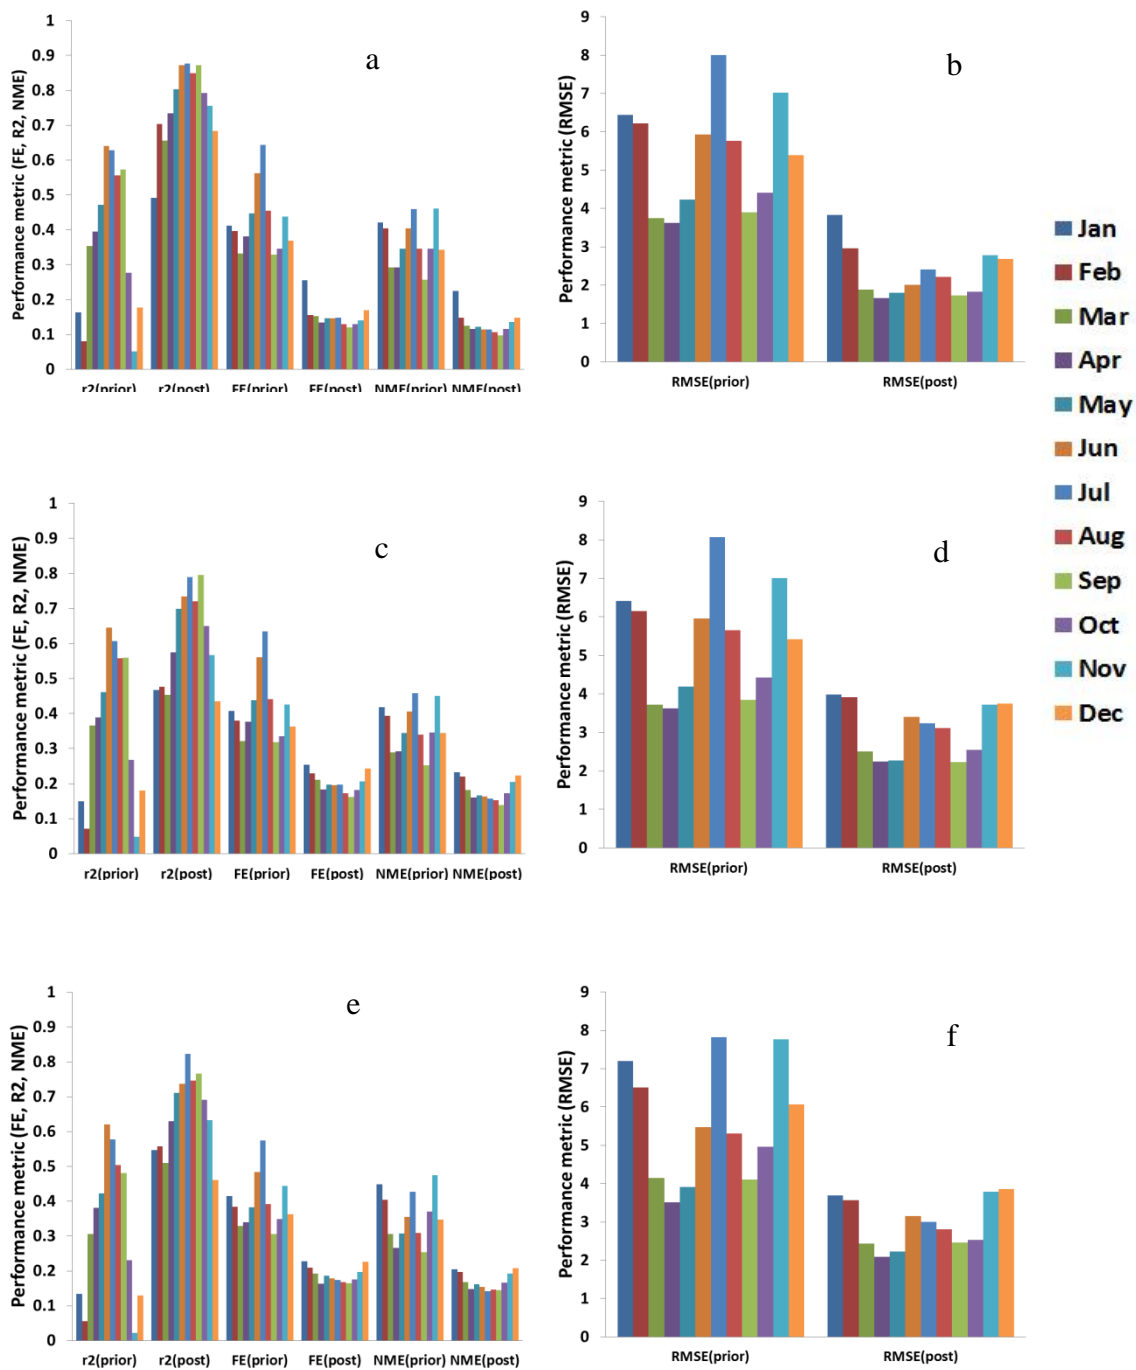 a
Performance metric (FE, R2, NME)
1
0.9
0.8
0.7
0.6
0.5
0.4
0.3
0.2
0.1
0
r2(prior) r2(post) FE(prior) FE(post) NME(prior) NME(post)
b
Performance metric (RMSE)
9
8
7
6
5
4
3
2
1
0
RMSE(prior) RMSE(post)
Jan
Feb
Mar
Apr
May
Jun
Jul
Aug
Sep
Oct
Nov
Dec
c
Performance metric (FE, R2, NME)
1
0.9
0.8
0.7
0.6
0.5
0.4
0.3
0.2
0.1
0
r2(prior) r2(post) FE(prior) FE(post) NME(prior) NME(post)
d
Performance metric (RMSE)
9
8
7
6
5
4
3
2
1
0
RMSE(prior) RMSE(post)
e
Performance metric (FE, R2, NME)
1
0.9
0.8
0.7
0.6
0.5
0.4
0.3
0.2
0.1
0
r2(prior) r2(post) FE(prior) FE(post) NME(prior) NME(post)
f
Performance metric (RMSE)
9
8
7
6
5
4
3
2
1
0
RMSE(prior) RMSE(post)